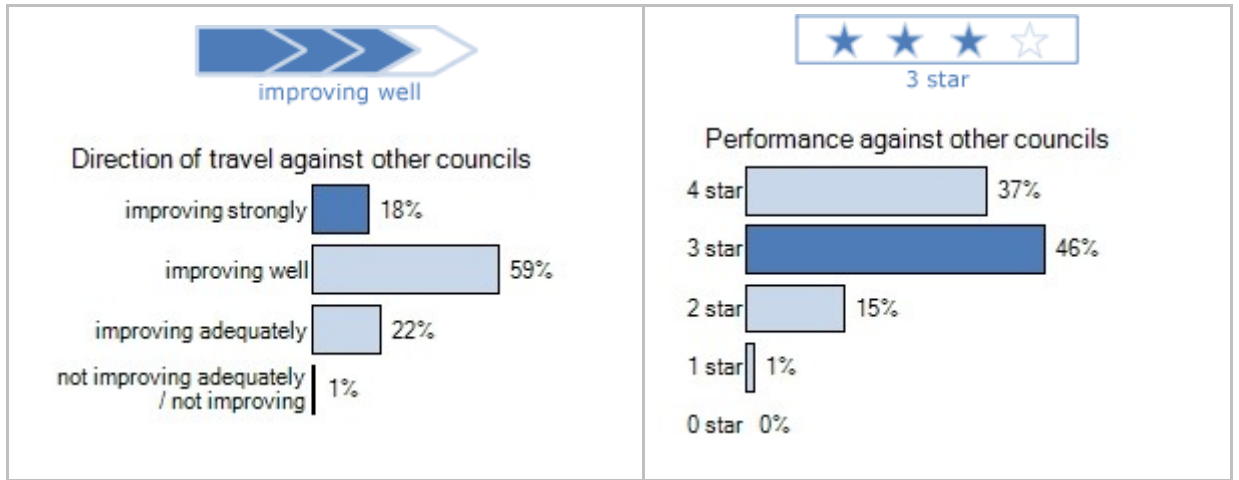 improving well
Direction of travel against other councils
improving strongly 18%
improving well 59%
improving adequately 22%
not improving adequately
/ not improving 1%
3 star
Performance against other councils
4 star 37%
3 star 46%
2 star 15%
1 star 1%
0 star 0%